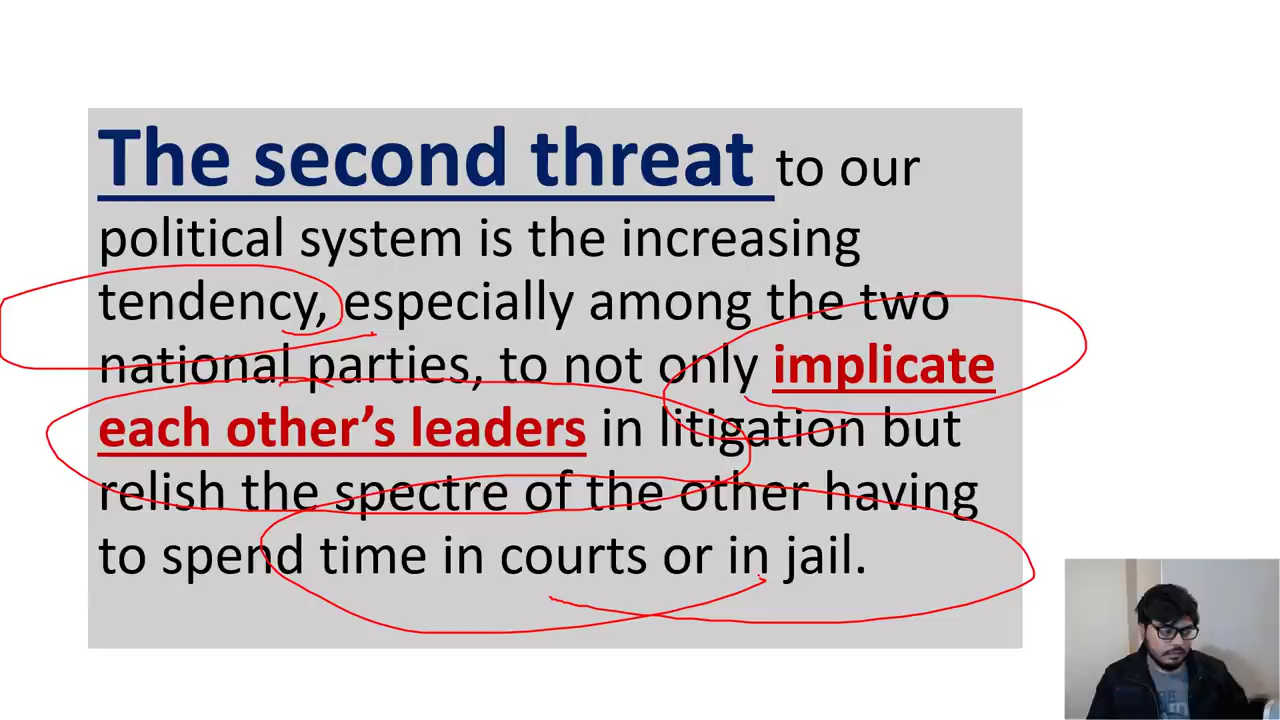 The second threat to our
political system is the increasing
tendency, especially among the two
national parties, to not only implicate
each other’s leaders in litigation but
relish the spectre of the other having
to spend time in courts or in jail.